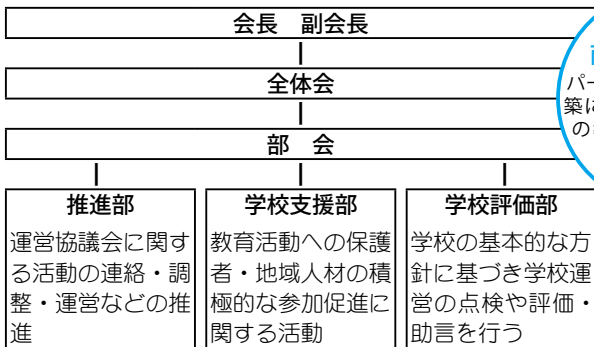 会長 副会長
全体会
部 会
推進部
運営協議会に関す
る活動の連絡・調
整・運営などの推
進
学校支援部
教育活動への保護
者・地域人材の積
極的な参加促進に
関する活動
学校評価部
学校の基本的な方
針に基づき学校運
営の点検や評価・
助言を行う
パー
築に
の